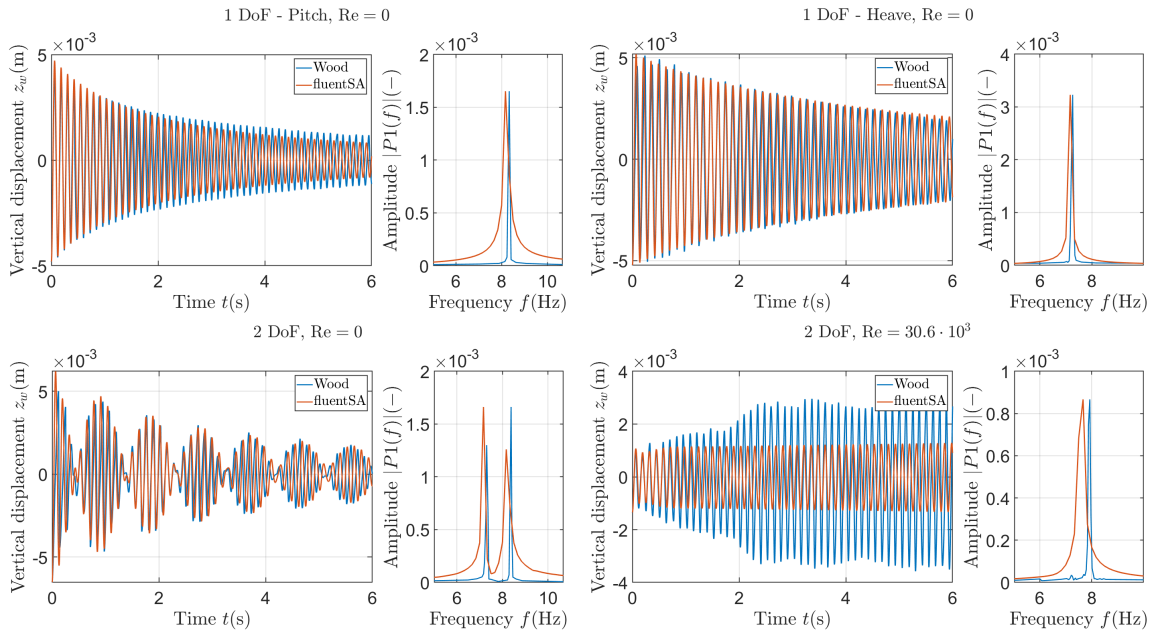 1 DoF - Pitch, Re = 0
×10⁻³
Vertical displacement z_w(m)
5
0
-5
0 2 4 6
Time t(s)
Wood
fluentSA
×10⁻³
Amplitude |P1(f)|(−)
2
1.5
1
0.5
0
6 8 10
Frequency f(Hz)
1 DoF - Heave, Re = 0
×10⁻³
Vertical displacement z_w(m)
5
0
-5
0 2 4 6
Time t(s)
Wood
fluentSA
×10⁻³
Amplitude |P1(f)|(−)
4
3
2
1
0
6 8
Frequency f(Hz)
2 DoF, Re = 0
×10⁻³
Vertical displacement z_w(m)
5
0
-5
0 2 4 6
Time t(s)
Wood
fluentSA
×10⁻³
Amplitude |P1(f)|(−)
2
1.5
1
0.5
0
6 8 10
Frequency f(Hz)
2 DoF, Re = 30.6 · 10³
×10⁻³
Vertical displacement z_w(m)
4
2
0
-2
-4
0 2 4 6
Time t(s)
Wood
fluentSA
×10⁻³
Amplitude |P1(f)|(−)
1
0.8
0.6
0.4
0.2
0
6 8
Frequency f(Hz)